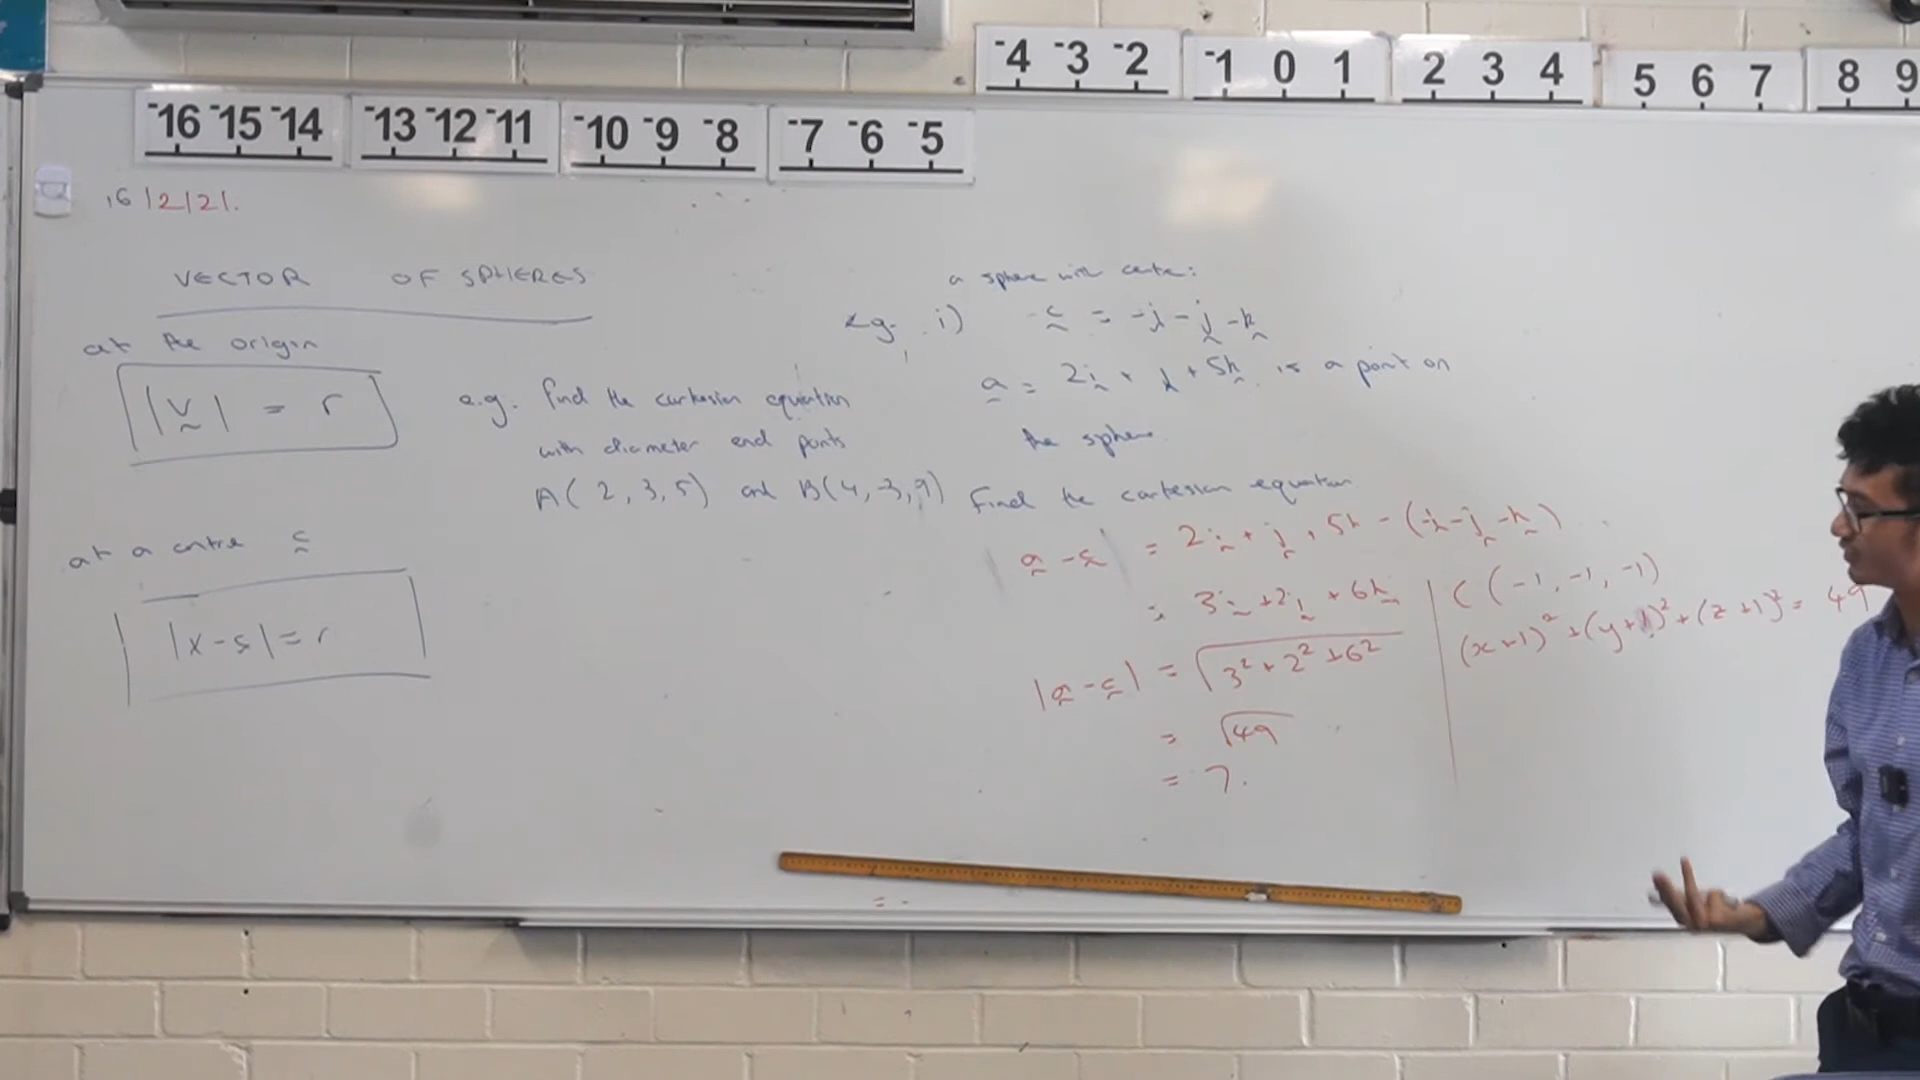 -4 -3 -2 -1 0 1 2 3 4 5 6 7 8 9
-16 -15 -14 -13 -12 -11 -10 -9 -8 -7 -6 -5
16/2/21.
VECTOR OF SPHERES
at the origin
|v| = r
at a centre c
|x-c| = r
e.g. find the cartesian equation
with diameter end points
A(2,3,5) and B(4,-3,9)
a sphere with centre:
e.g. i) c = -i-j-k
a = 2i + j + 5k is a point on
the sphere.
Find the cartesian equation
|a-c| = 2i + j + 5k - (-i-j-k)
= 3i + 2j + 6k
|a-c| = √3² + 2² + 6²
= √49
= 7.
C (-1, -1, -1)
(x+1)² + (y+1)² + (z+1)² = 49
= -